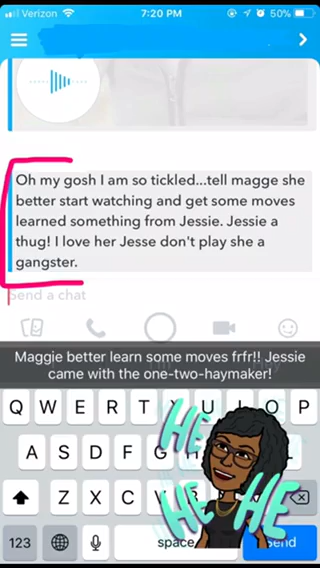 Verizon 7:20 PM 50%
Oh my gosh I am so tickled...tell magge she
better start watching and get some moves
learned something from Jessie. Jessie a
thug! I love her Jesse don't play she a
gangster.
Send a chat
Maggie better learn some moves frfr!! Jessie
came with the one-two-haymaker!
HE
HE HE
Q W E R T Y U I O P
A S D F G H L
Z X C V B
123 space Send